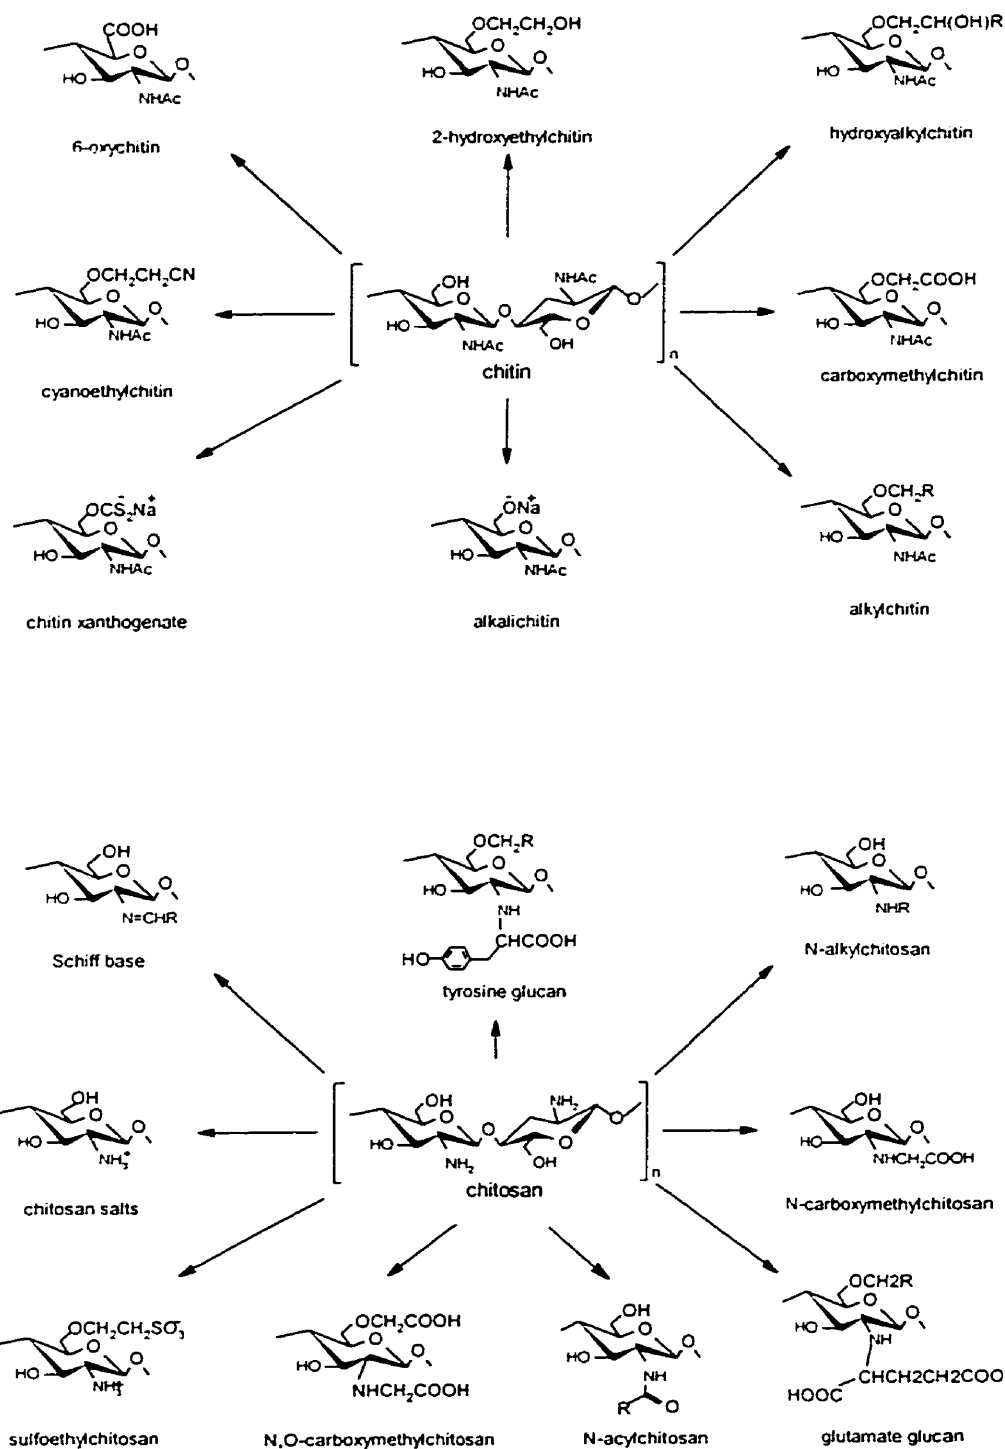 COOH
O
HO
O
NHAc
6-oxychitin
OCH₂CH₂OH
O
HO
O
NHAc
2-hydroxyethylchitin
OCH₂CH(OH)R
O
HO
O
NHAc
hydroxyalkylchitin
OCH₂CH₂CN
O
HO
O
NHAc
cyanoethylchitin
OH
O
HO
NHAc
O
NHAc
O
O
OH
n
chitin
OCH₂COOH
O
HO
O
NHAc
carboxymethylchitin
OCS₂⁻Na⁺
O
HO
O
NHAc
chitin xanthogenate
O⁻Na⁺
O
HO
O
NHAc
alkalichitin
OCH₂R
O
HO
O
NHAc
alkylchitin
OH
O
HO
O
N=CHR
Schiff base
OCH₂R
O
HO
O
NH
CHCOOH
HO
tyrosine glucan
OH
O
HO
O
NHR
N-alkylchitosan
OH
O
HO
O
NH₃⁺
chitosan salts
OH
O
HO
NH₂
O
NH₂
O
O
OH
n
chitosan
OH
O
HO
O
NHCH₂COOH
N-carboxymethylchitosan
OCH₂CH₂SO₃⁻
O
HO
O
NH₃⁺
sulfoethylchitosan
OCH₂COOH
O
HO
O
NHCH₂COOH
N,O-carboxymethylchitosan
OH
O
HO
O
NH
R
O
N-acylchitosan
OCH2R
O
HO
O
NH
CHCH2CH2COO
HOOC
glutamate glucan